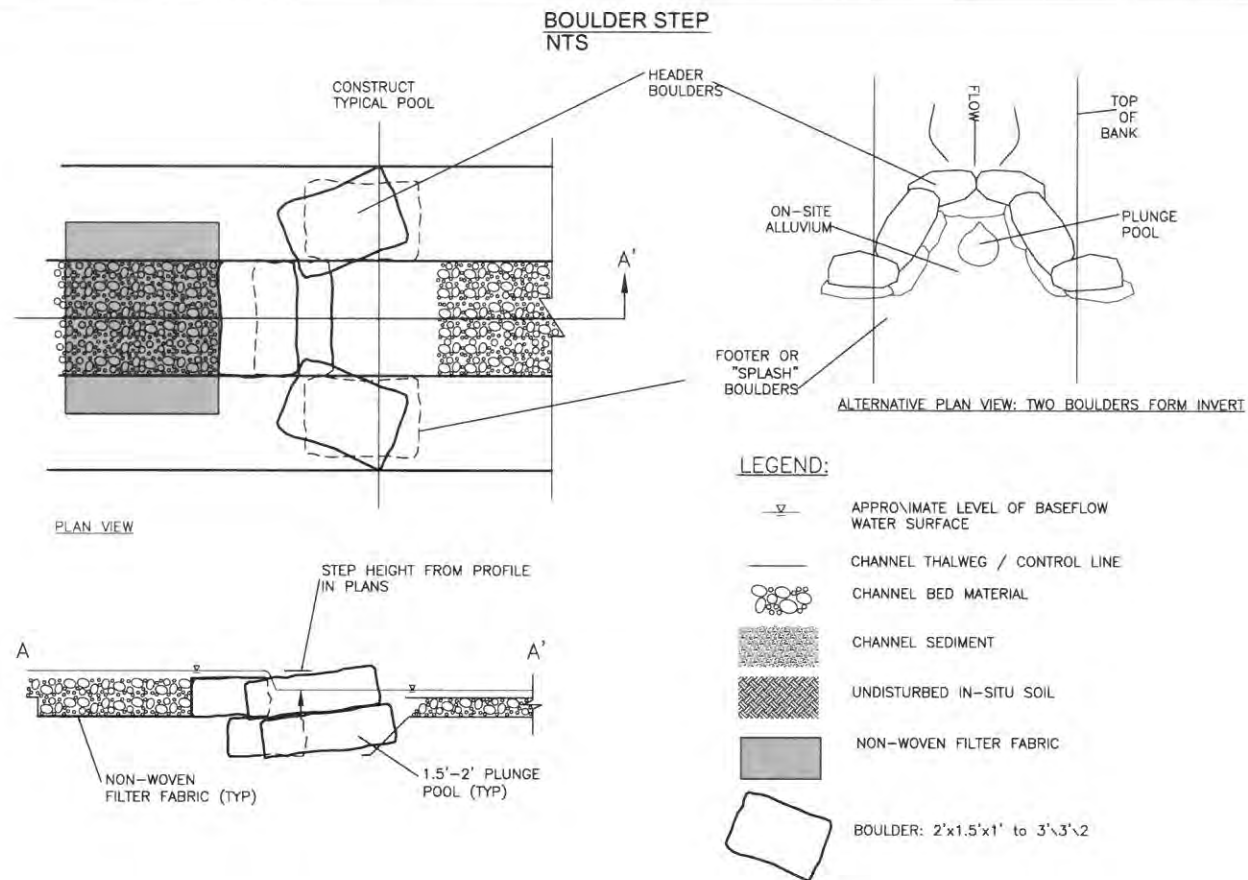 BOULDER STEP
NTS
CONSTRUCT
TYPICAL POOL
HEADER
BOULDERS
FLOW
TOP
OF
BANK
ON-SITE
ALLUVIUM
PLUNGE
POOL
A'
FOOTER OR
"SPLASH"
BOULDERS
ALTERNATIVE PLAN VIEW: TWO BOULDERS FORM INVERT
PLAN VIEW
LEGEND:
APPRO\IMATE LEVEL OF BASEFLOW
WATER SURFACE
CHANNEL THALWEG / CONTROL LINE
CHANNEL BED MATERIAL
CHANNEL SEDIMENT
UNDISTURBED IN-SITU SOIL
NON-WOVEN FILTER FABRIC
BOULDER: 2'x1.5'x1' to 3'\3'\2
STEP HEIGHT FROM PROFILE
IN PLANS
A
A'
NON-WOVEN
FILTER FABRIC (TYP)
1.5'-2' PLUNGE
POOL (TYP)